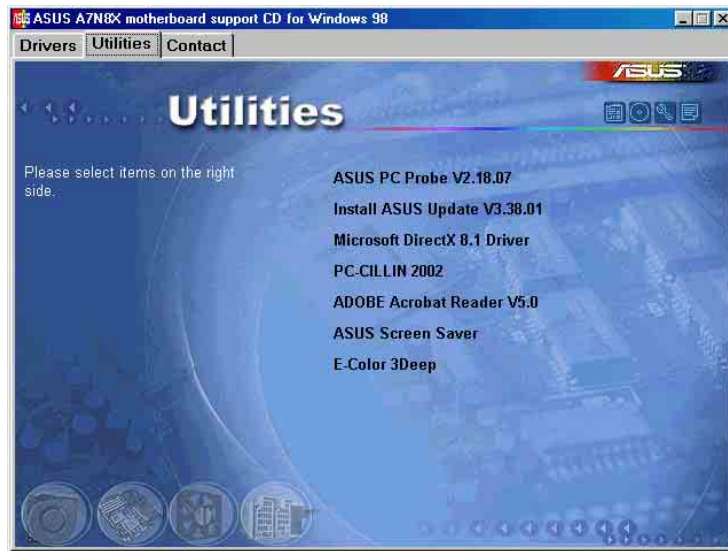 ASUS A7N8X motherboard support CD for Windows 98
Drivers Utilities Contact
ASUS
Utilities
Please select items on the right
side.
ASUS PC Probe V2.18.07
Install ASUS Update V3.38.01
Microsoft DirectX 8.1 Driver
PC-CILLIN 2002
ADOBE Acrobat Reader V5.0
ASUS Screen Saver
E-Color 3Deep